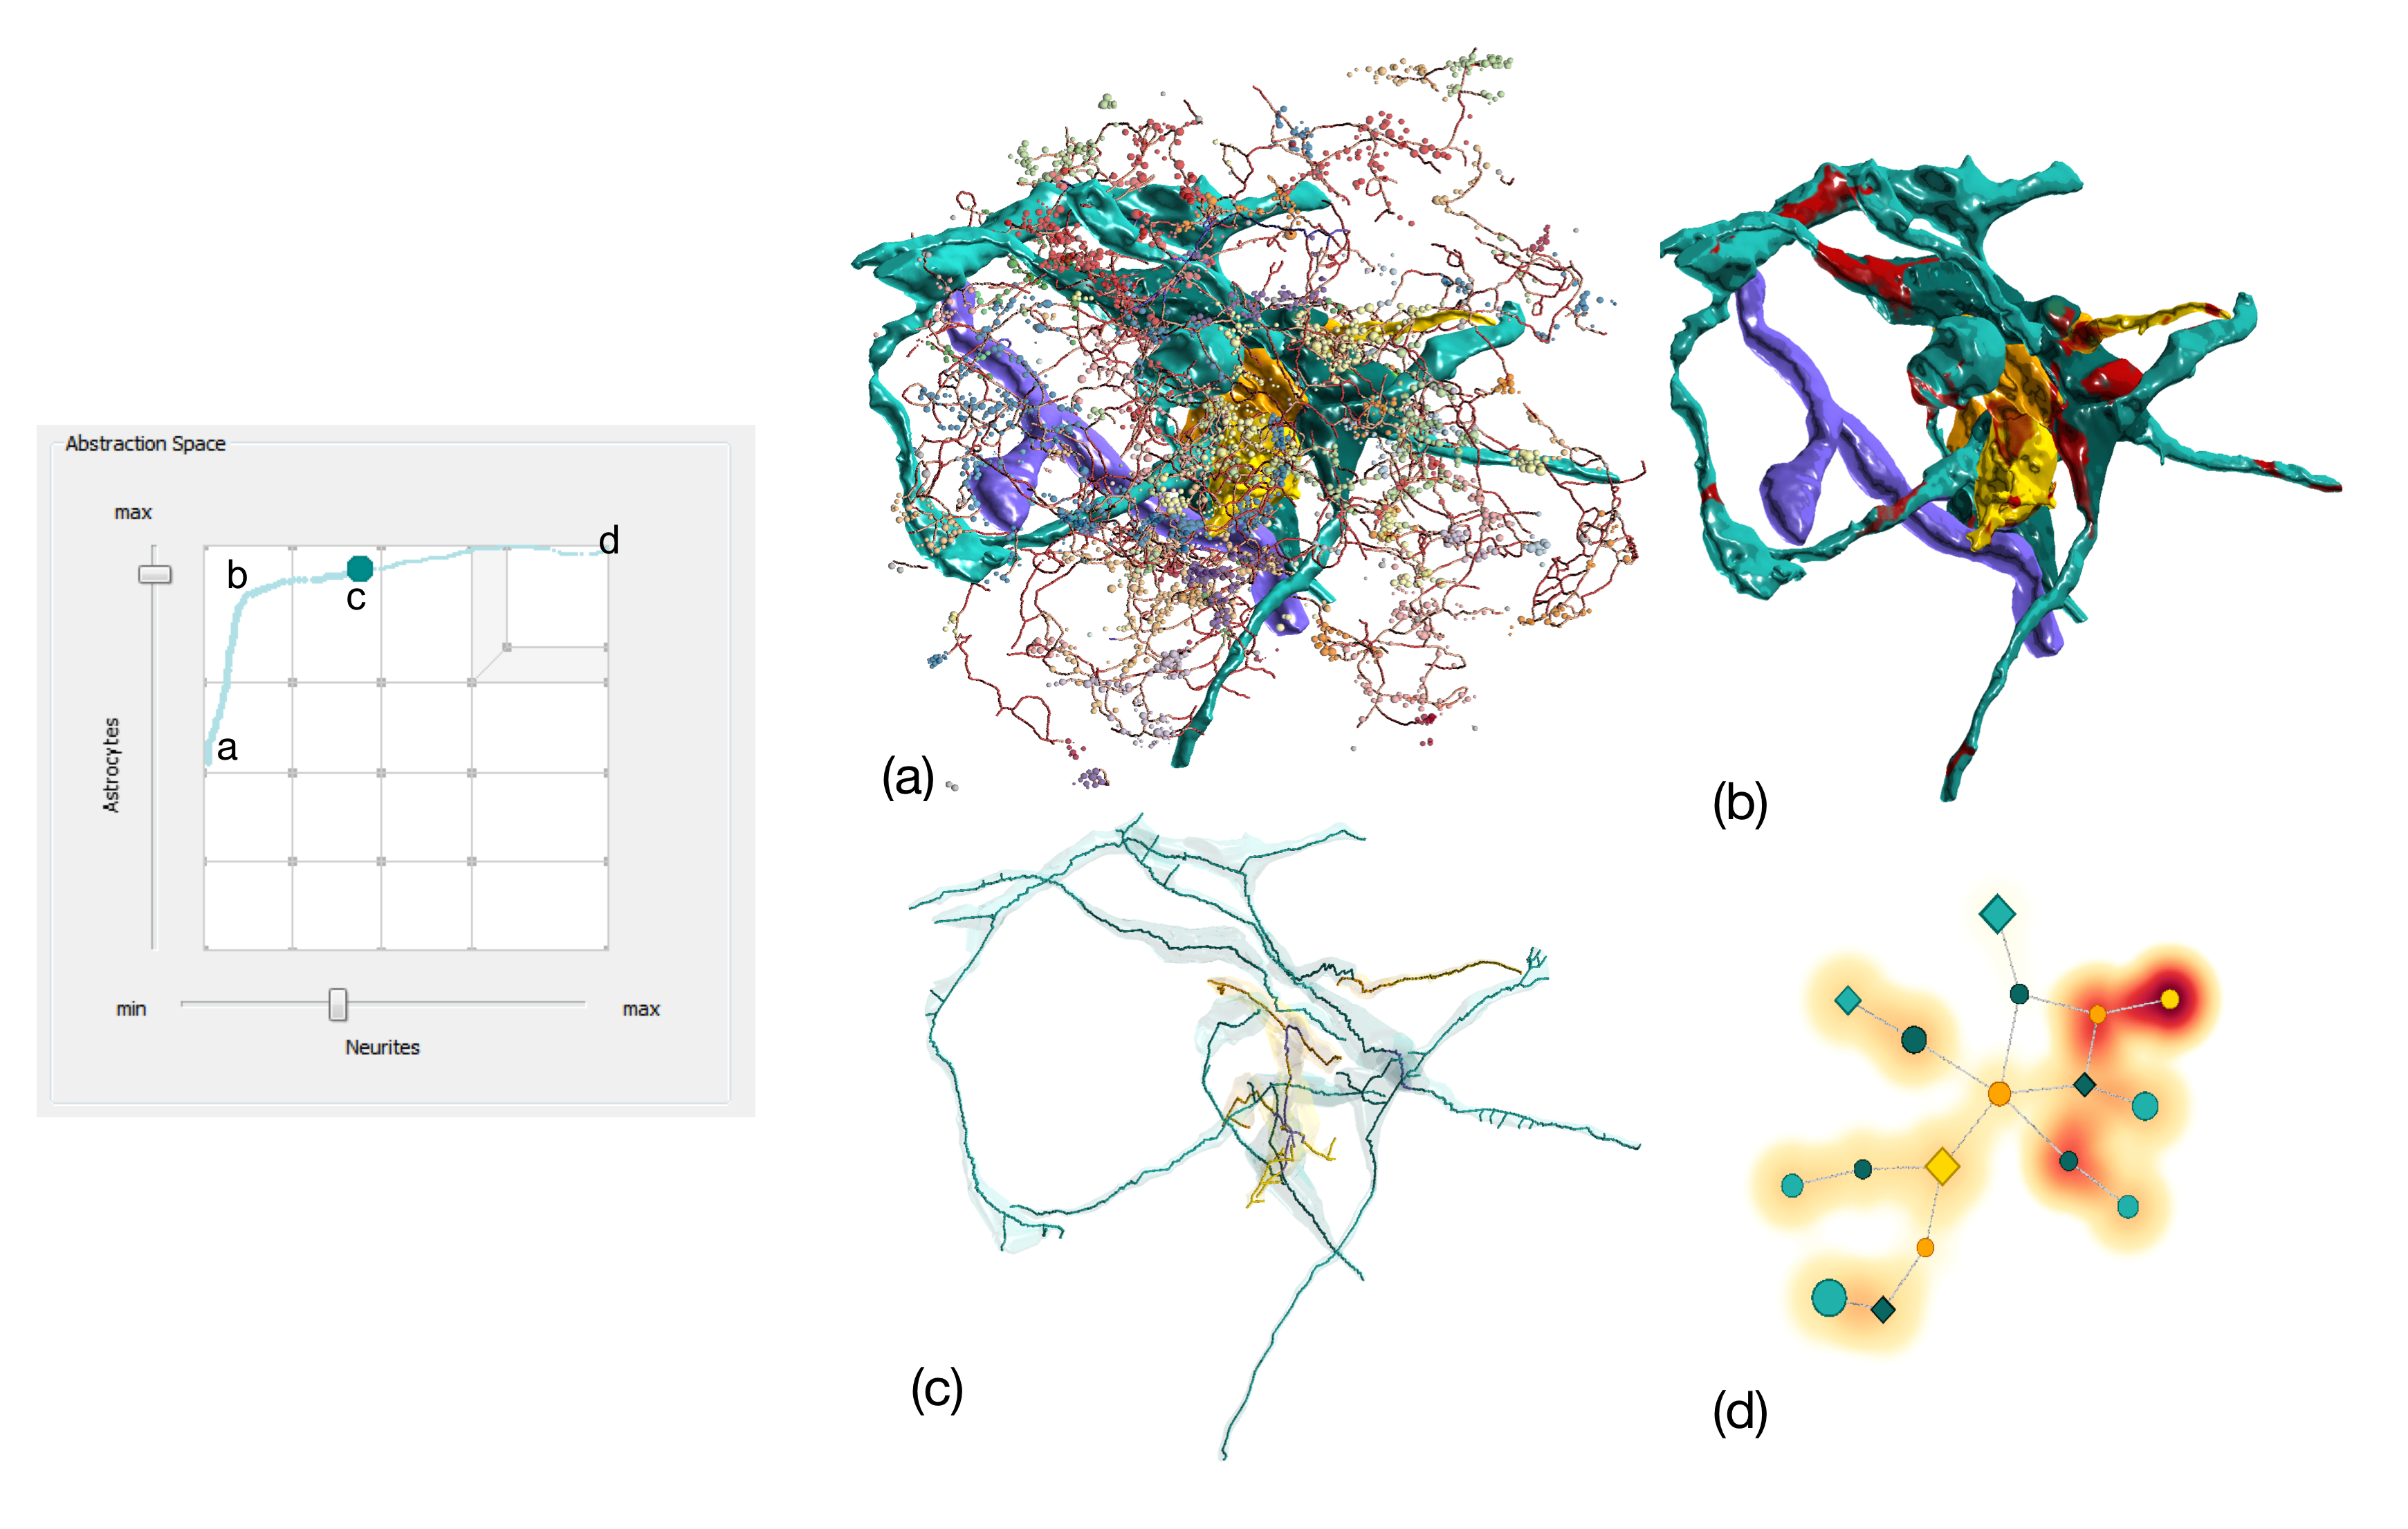 Abstraction Space
max
a
b
c
d
Astrocytes
min
max
Neurites
(a)
(b)
(c)
(d)